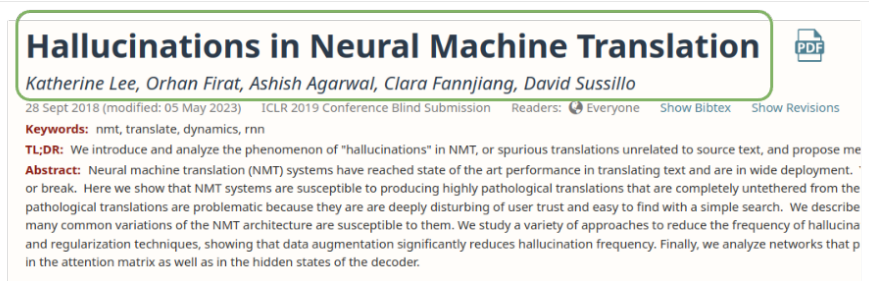 Hallucinations in Neural Machine Translation
PDF
Katherine Lee, Orhan Firat, Ashish Agarwal, Clara Fannjiang, David Sussillo
28 Sept 2018 (modified: 05 May 2023) ICLR 2019 Conference Blind Submission Readers: Everyone Show Bibtex Show Revisions
Keywords: nmt, translate, dynamics, rnn
TL;DR: We introduce and analyze the phenomenon of "hallucinations" in NMT, or spurious translations unrelated to source text, and propose me
Abstract: Neural machine translation (NMT) systems have reached state of the art performance in translating text and are in wide deployment.
or break. Here we show that NMT systems are susceptible to producing highly pathological translations that are completely untethered from the
pathological translations are problematic because they are are deeply disturbing of user trust and easy to find with a simple search. We describe
many common variations of the NMT architecture are susceptible to them. We study a variety of approaches to reduce the frequency of hallucina
and regularization techniques, showing that data augmentation significantly reduces hallucination frequency. Finally, we analyze networks that p
in the attention matrix as well as in the hidden states of the decoder.